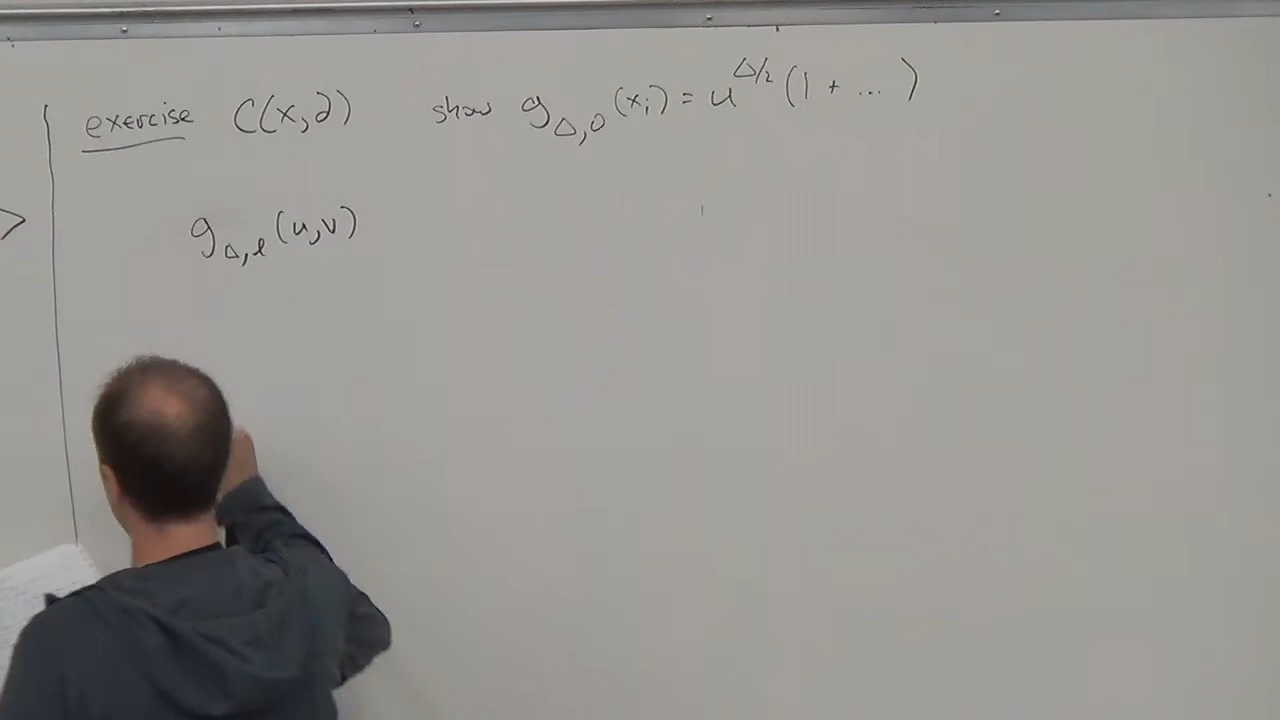 exercise C(x,∂) show g_{Δ,0}(x_i) = u^{Δ/2} (1 + ... )
>
g_{Δ,ℓ}(u,v)